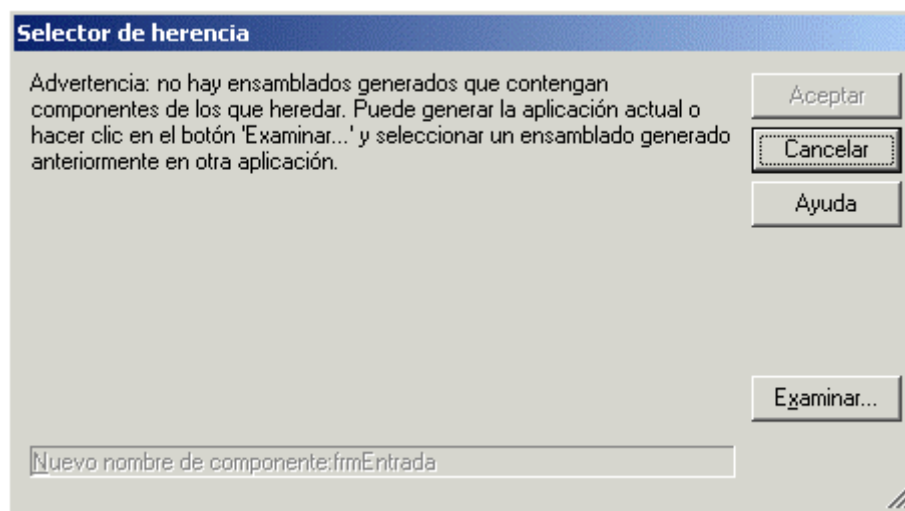 Selector de herencia
Advertencia: no hay ensamblados generados que contengan
componentes de los que heredar. Puede generar la aplicación actual o
hacer clic en el botón 'Examinar...' y seleccionar un ensamblado generado
anteriormente en otra aplicación.
Aceptar
Cancelar
Ayuda
Examinar...
Nuevo nombre de componente:frmEntrada